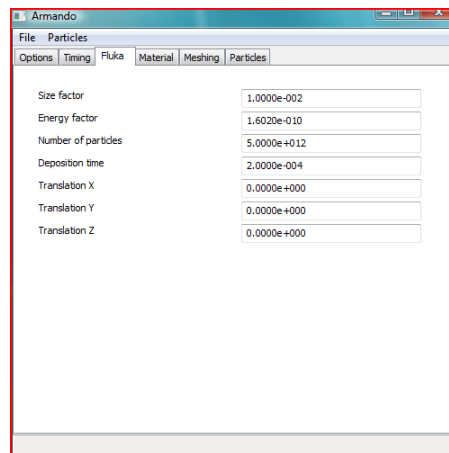 Armando
File Particles
Options Timing Fluka Material Meshing Particles
Size factor 1.0000e-002
Energy factor 1.6020e-010
Number of particles 5.0000e+012
Deposition time 2.0000e-004
Translation X 0.0000e+000
Translation Y 0.0000e+000
Translation Z 0.0000e+000